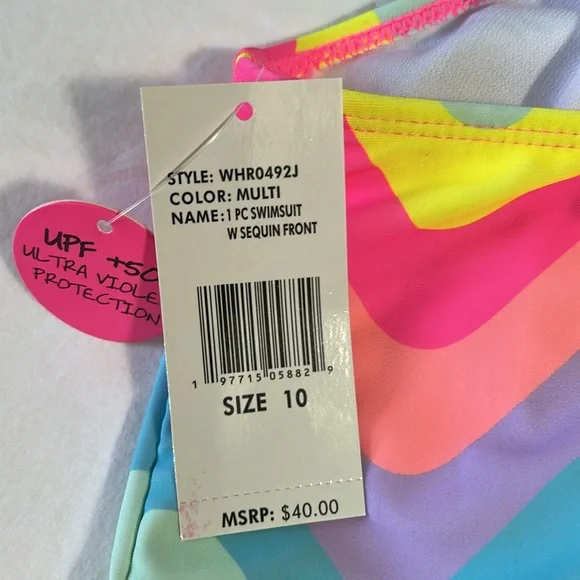 STYLE: WHR0492J
COLOR: MULTI
NAME: 1 PC SWIMSUIT
W SEQUIN FRONT
1 97715 05882 9
SIZE 10
MSRP: $40.00
UPF +50
ULTRA VIOLE
PROTECTION